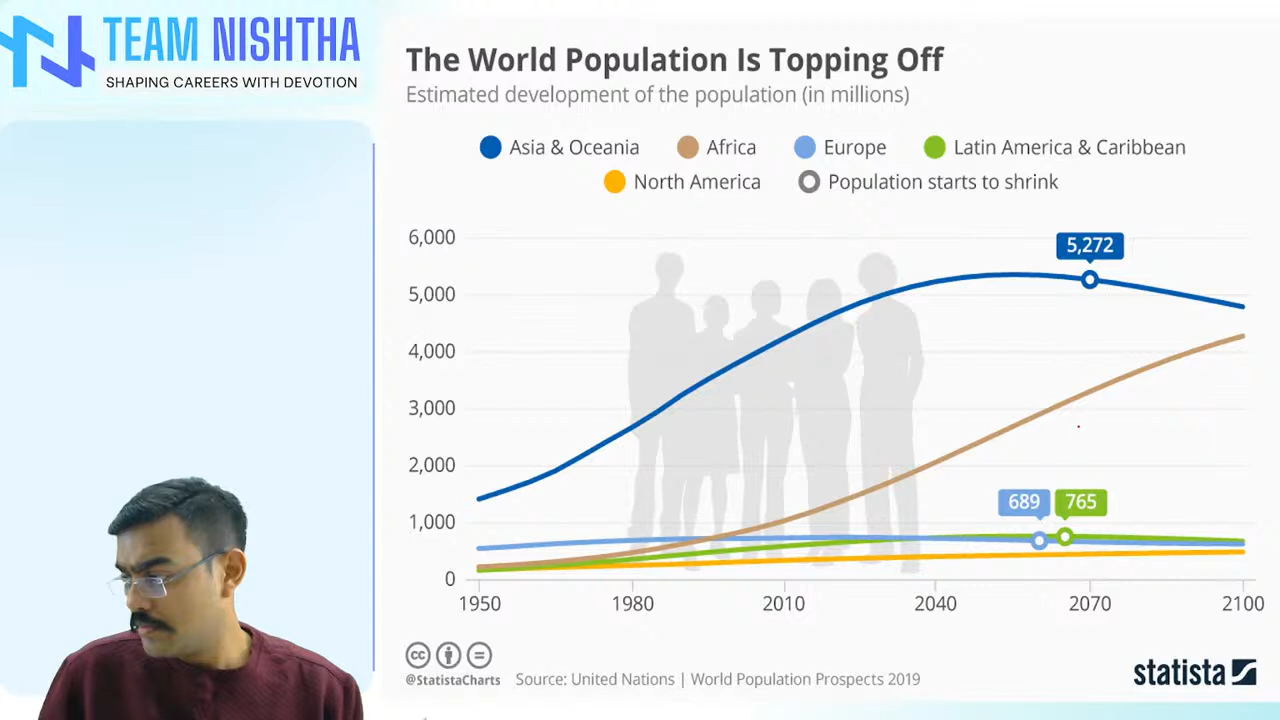 TEAM NISHTHA
SHAPING CAREERS WITH DEVOTION
The World Population Is Topping Off
Estimated development of the population (in millions)
Asia & Oceania Africa Europe Latin America & Caribbean
North America Population starts to shrink
6,000
5,272
5,000
4,000
3,000
2,000
689 765
1,000
0
1950 1980 2010 2040 2070 2100
cc
@StatistaCharts Source: United Nations | World Population Prospects 2019
statista